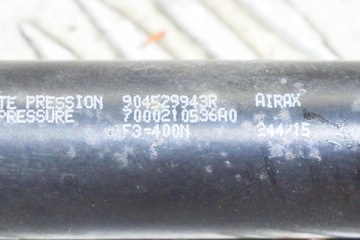 TE PRESSION 904529943R AIRAX
PRESSURE 7000210536A0
F3=400N 244/15